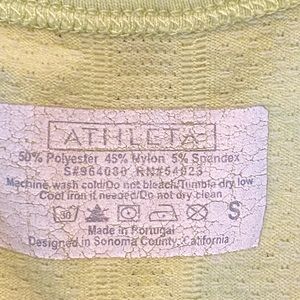 ATHLETA
50% Polyester 45% Nylon 5% Spandex
S#964030 RN#54023
Machine wash cold/Do not bleach/Tumble dry low
Cool iron if needed/Do not dry clean
30 S
Made in Portugal
Designed in Sonoma County, California